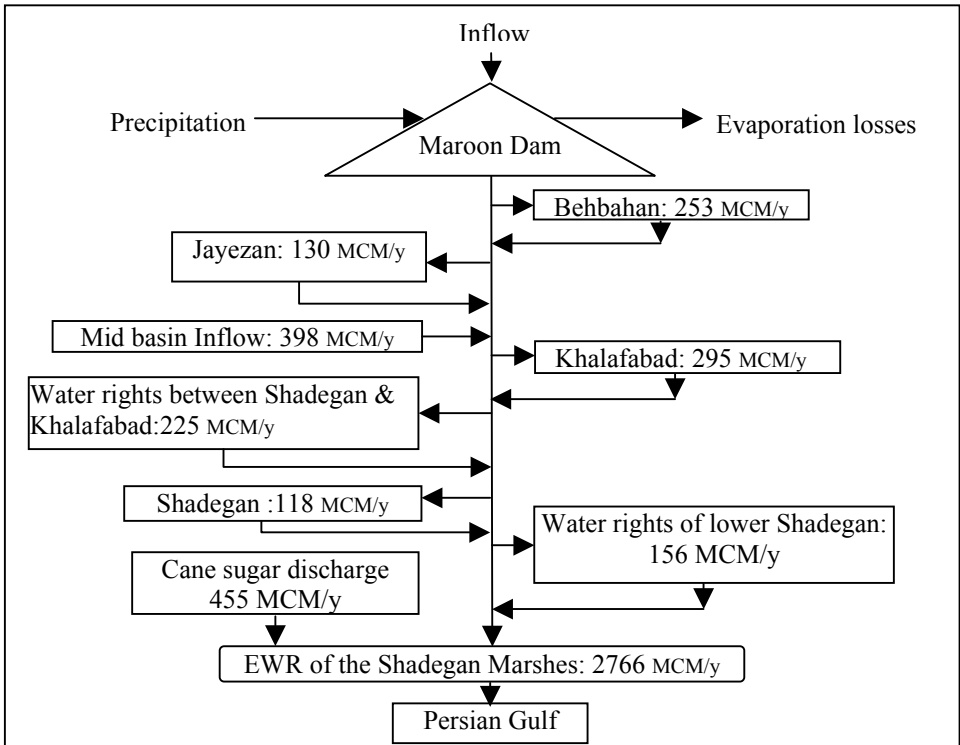 Inflow
Precipitation
Evaporation losses
Maroon Dam
Behbahan: 253 MCM/y
Jayezan: 130 MCM/y
Mid basin Inflow: 398 MCM/y
Khalafabad: 295 MCM/y
Water rights between Shadegan &
Khalafabad:225 MCM/y
Shadegan :118 MCM/y
Water rights of lower Shadegan:
156 MCM/y
Cane sugar discharge
455 MCM/y
EWR of the Shadegan Marshes: 2766 MCM/y
Persian Gulf